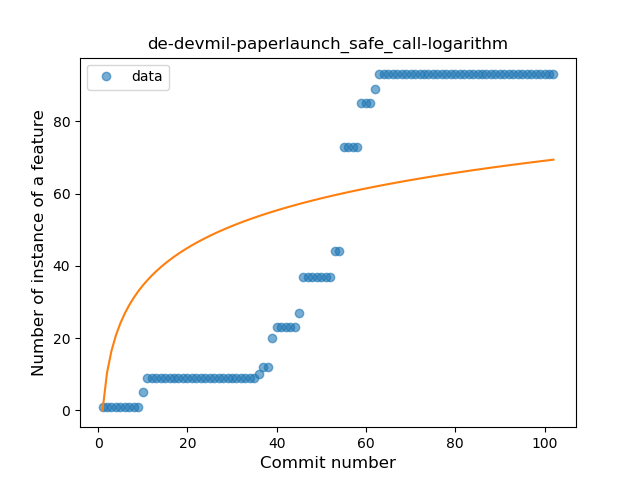 de-devmil-paperlaunch_safe_call-logarithm
data
Number of instance of a feature
80
60
40
20
0
0 20 40 60 80 100
Commit number